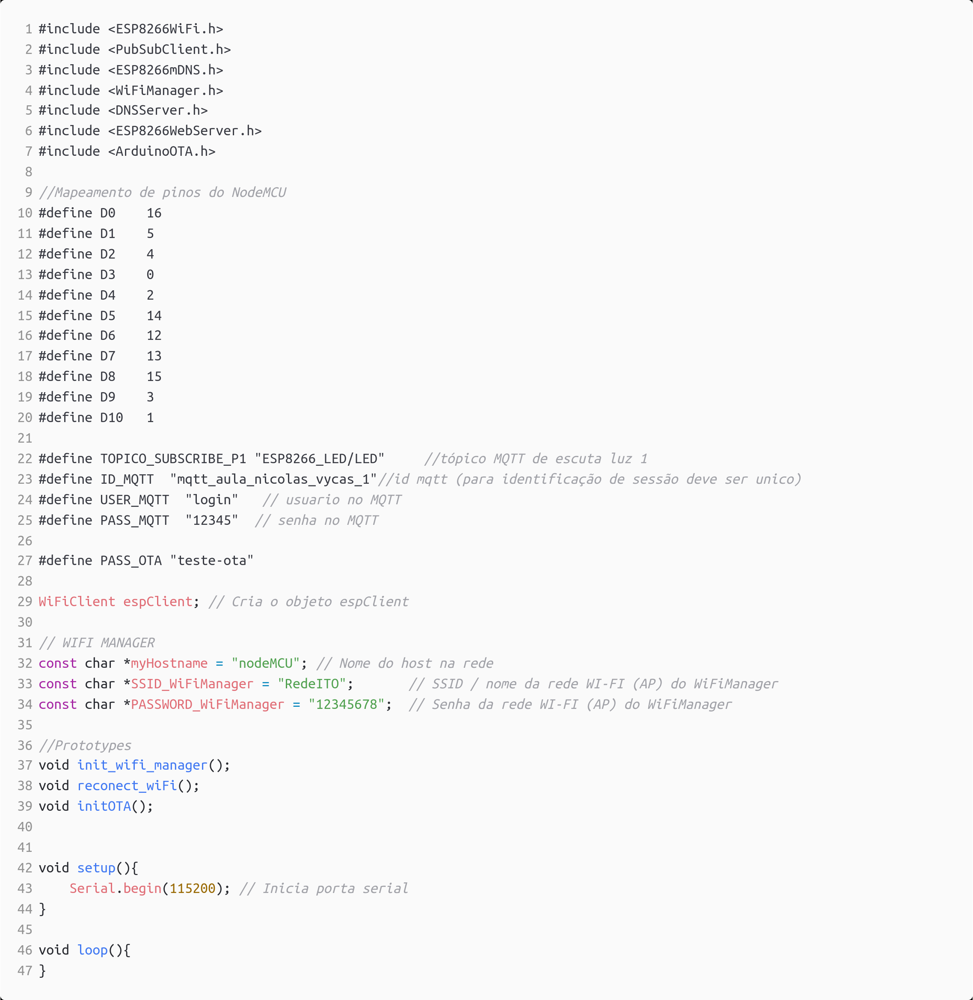 1 #include <ESP8266WiFi.h>
2 #include <PubSubClient.h>
3 #include <ESP8266mDNS.h>
4 #include <WiFiManager.h>
5 #include <DNSServer.h>
6 #include <ESP8266WebServer.h>
7 #include <ArduinoOTA.h>
8
9 //Mapeamento de pinos do NodeMCU
10 #define D0    16
11 #define D1    5
12 #define D2    4
13 #define D3    0
14 #define D4    2
15 #define D5    14
16 #define D6    12
17 #define D7    13
18 #define D8    15
19 #define D9    3
20 #define D10   1
21
22 #define TOPICO_SUBSCRIBE_P1 "ESP8266_LED/LED"     //tópico MQTT de escuta luz 1
23 #define ID_MQTT  "mqtt_aula_nicolas_vycas_1"//id mqtt (para identificação de sessão deve ser unico)
24 #define USER_MQTT  "login"   // usuario no MQTT
25 #define PASS_MQTT  "12345"  // senha no MQTT
26
27 #define PASS_OTA "teste-ota"
28
29 WiFiClient espClient; // Cria o objeto espClient
30
31 // WIFI MANAGER
32 const char *myHostname = "nodeMCU"; // Nome do host na rede
33 const char *SSID_WiFiManager = "RedeITO";       // SSID / nome da rede WI-FI (AP) do WiFiManager
34 const char *PASSWORD_WiFiManager = "12345678";  // Senha da rede WI-FI (AP) do WiFiManager
35
36 //Prototypes
37 void init_wifi_manager();
38 void reconect_wiFi();
39 void initOTA();
40
41
42 void setup(){
43     Serial.begin(115200); // Inicia porta serial
44 }
45
46 void loop(){
47 }